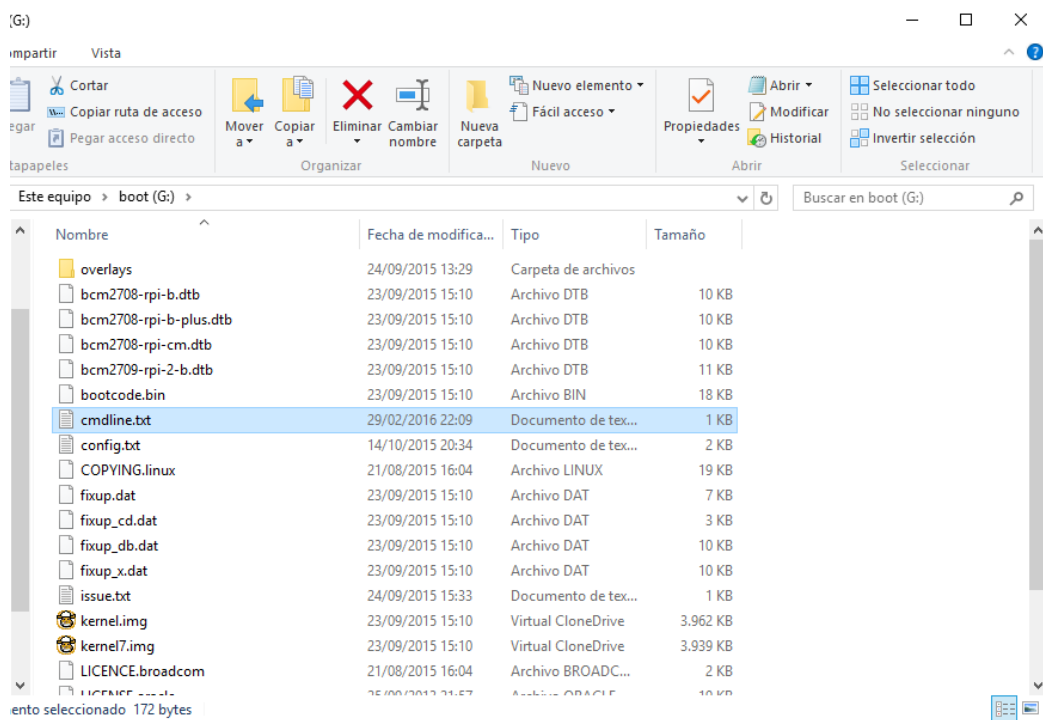 (G:)
ompartir Vista
Cortar
Copiar ruta de acceso
Pegar acceso directo
egar
tapapeles
Mover a
Copiar a
Eliminar
Cambiar nombre
Organizar
Nueva carpeta
Nuevo elemento
Fácil acceso
Nuevo
Propiedades
Abrir
Modificar
Historial
Abrir
Seleccionar todo
No seleccionar ninguno
Invertir selección
Seleccionar
Este equipo > boot (G:) >
Buscar en boot (G:)
Nombre Fecha de modifica... Tipo Tamaño
overlays 24/09/2015 13:29 Carpeta de archivos
bcm2708-rpi-b.dtb 23/09/2015 15:10 Archivo DTB 10 KB
bcm2708-rpi-b-plus.dtb 23/09/2015 15:10 Archivo DTB 10 KB
bcm2708-rpi-cm.dtb 23/09/2015 15:10 Archivo DTB 10 KB
bcm2709-rpi-2-b.dtb 23/09/2015 15:10 Archivo DTB 11 KB
bootcode.bin 23/09/2015 15:10 Archivo BIN 18 KB
cmdline.txt 29/02/2016 22:09 Documento de tex... 1 KB
config.txt 14/10/2015 20:34 Documento de tex... 2 KB
COPYING.linux 21/08/2015 16:04 Archivo LINUX 19 KB
fixup.dat 23/09/2015 15:10 Archivo DAT 7 KB
fixup_cd.dat 23/09/2015 15:10 Archivo DAT 3 KB
fixup_db.dat 23/09/2015 15:10 Archivo DAT 10 KB
fixup_x.dat 23/09/2015 15:10 Archivo DAT 10 KB
issue.txt 24/09/2015 15:33 Documento de tex... 1 KB
kernel.img 23/09/2015 15:10 Virtual CloneDrive 3.962 KB
kernel7.img 23/09/2015 15:10 Virtual CloneDrive 3.939 KB
LICENCE.broadcom 21/08/2015 16:04 Archivo BROADC... 2 KB
ento seleccionado 172 bytes